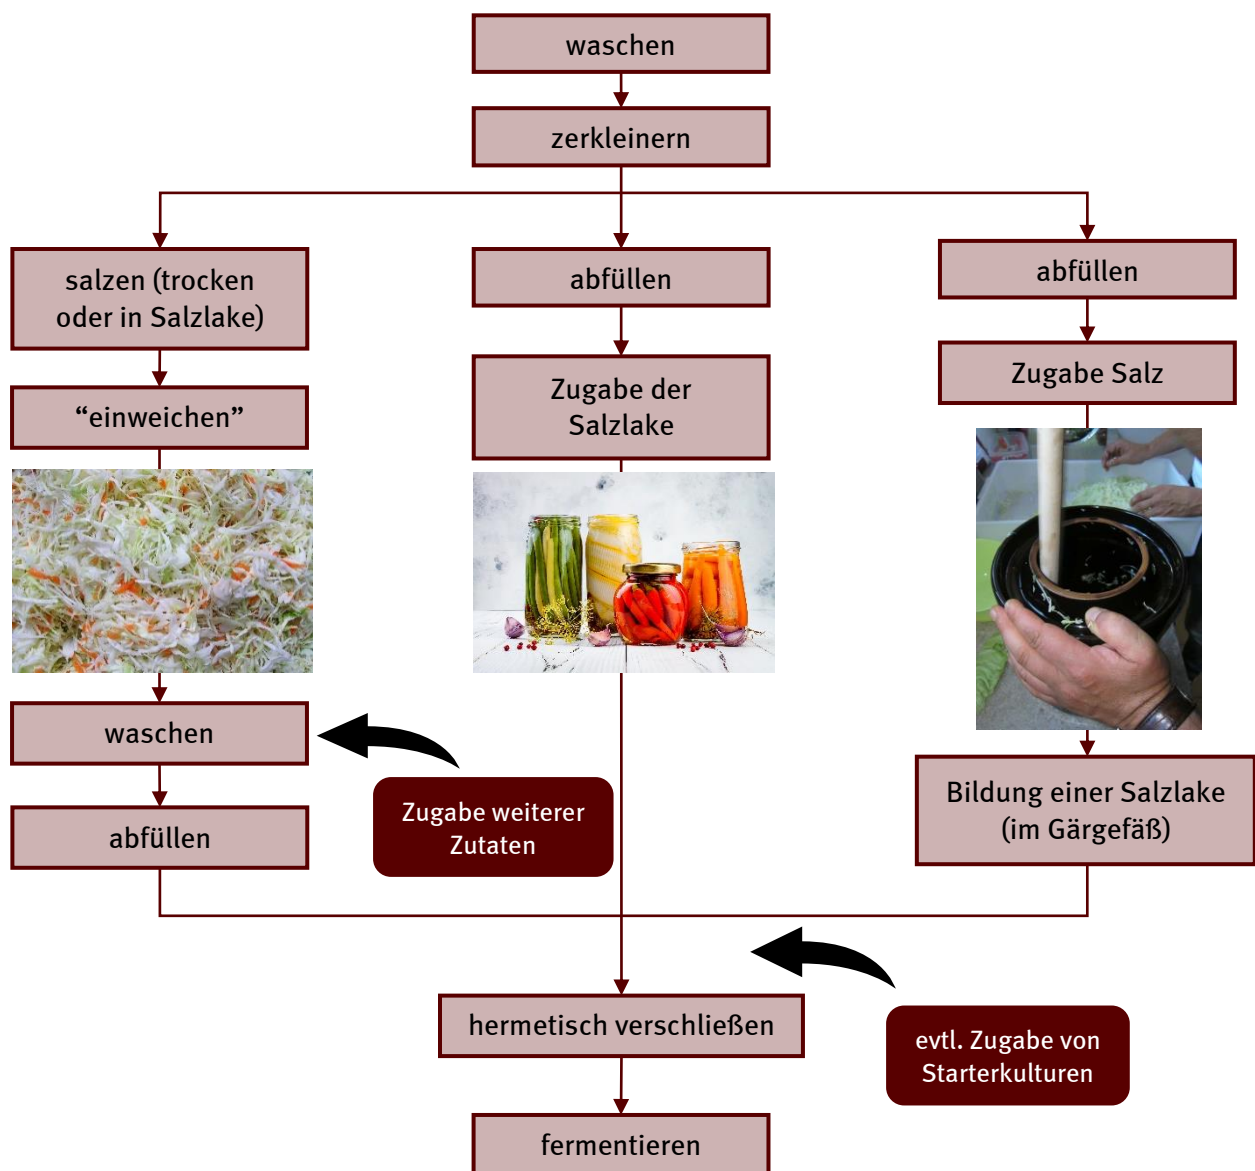 waschen
zerkleinern
salzen (trocken
oder in Salzlake)
“einweichen”
waschen
abfüllen
Zugabe weiterer
Zutaten
abfüllen
Zugabe der
Salzlake
abfüllen
Zugabe Salz
Bildung einer Salzlake
(im Gärgefäß)
evtl. Zugabe von
Starterkulturen
hermetisch verschließen
fermentieren